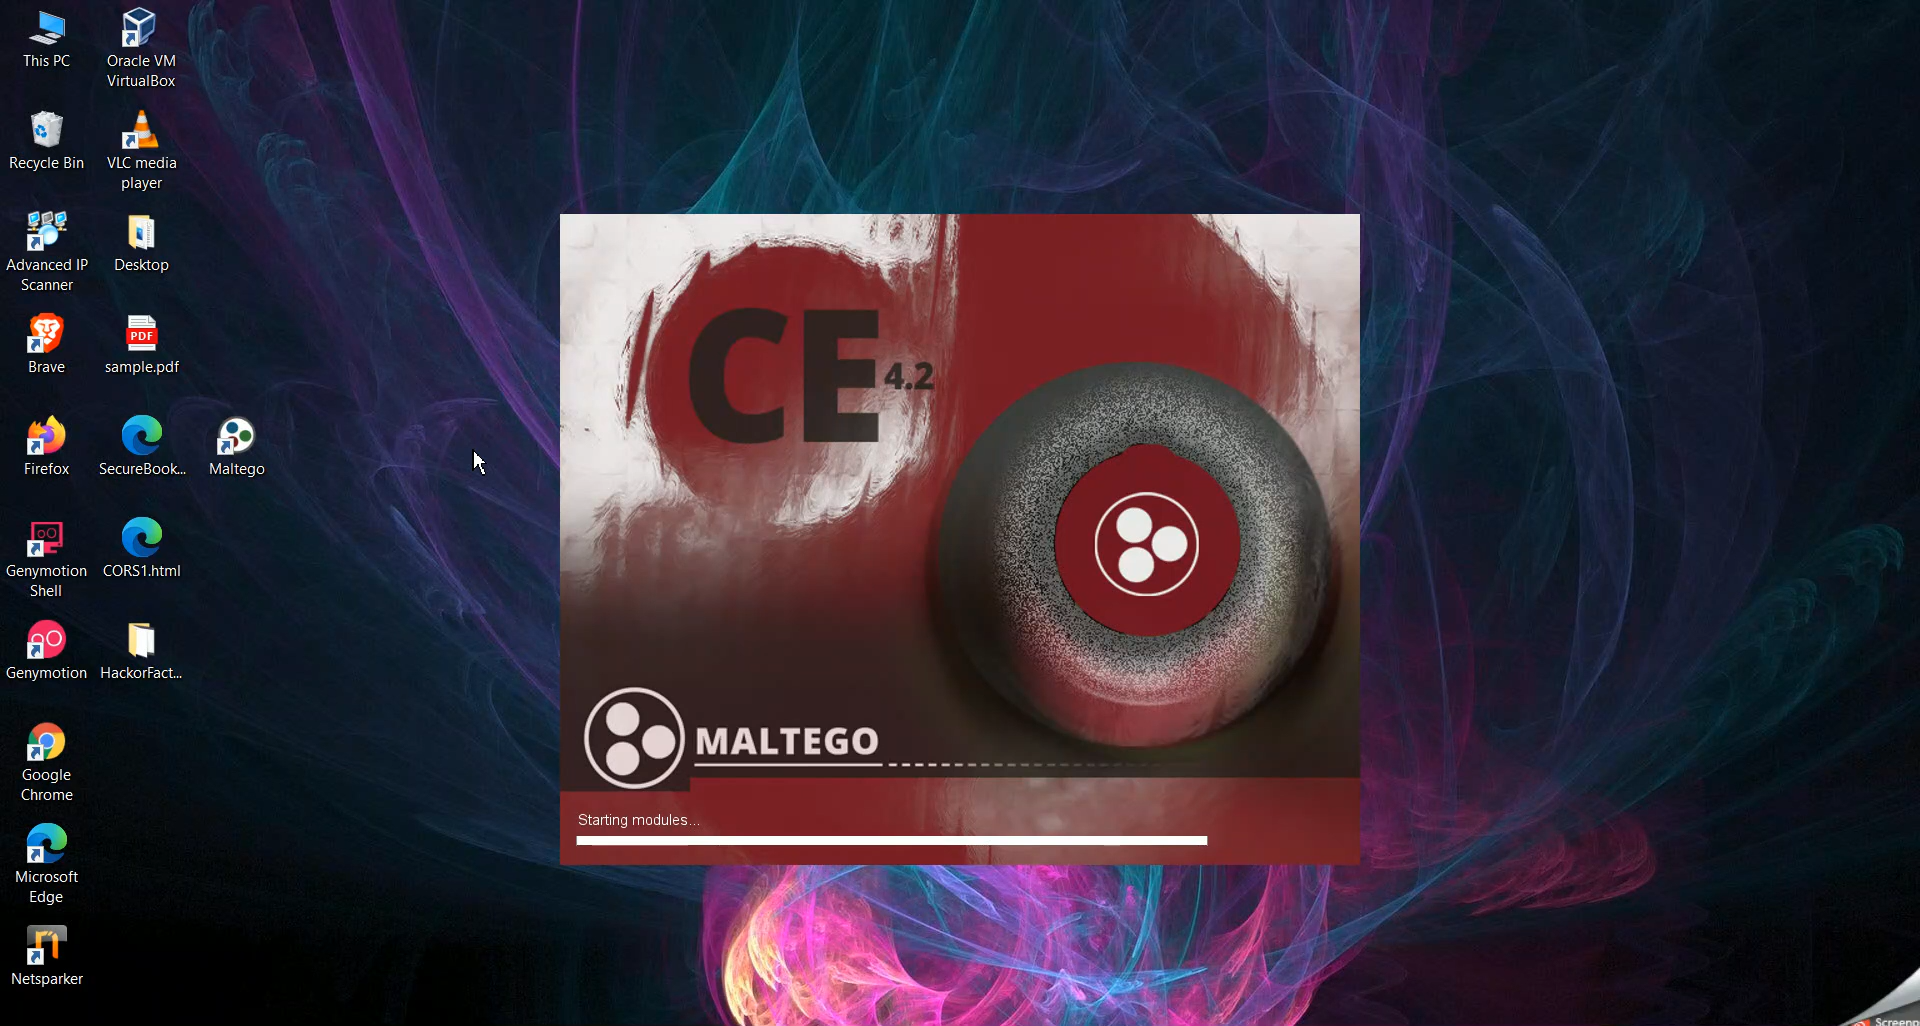 This PC
Oracle VM
VirtualBox
Recycle Bin
VLC media
player
Advanced IP
Scanner
Desktop
Brave
PDF
sample.pdf
Firefox
SecureBook...
Maltego
Genymotion
Shell
CORS1.html
Genymotion
HackorFact...
Google
Chrome
Microsoft
Edge
Netsparker
CE 4.2
MALTEGO
Starting modules...